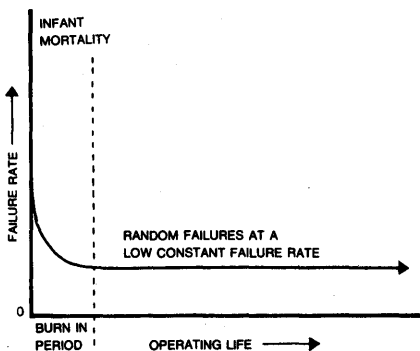 INFANT
MORTALITY
FAILURE RATE
RANDOM FAILURES AT A
LOW CONSTANT FAILURE RATE
0
BURN IN
PERIOD
OPERATING LIFE